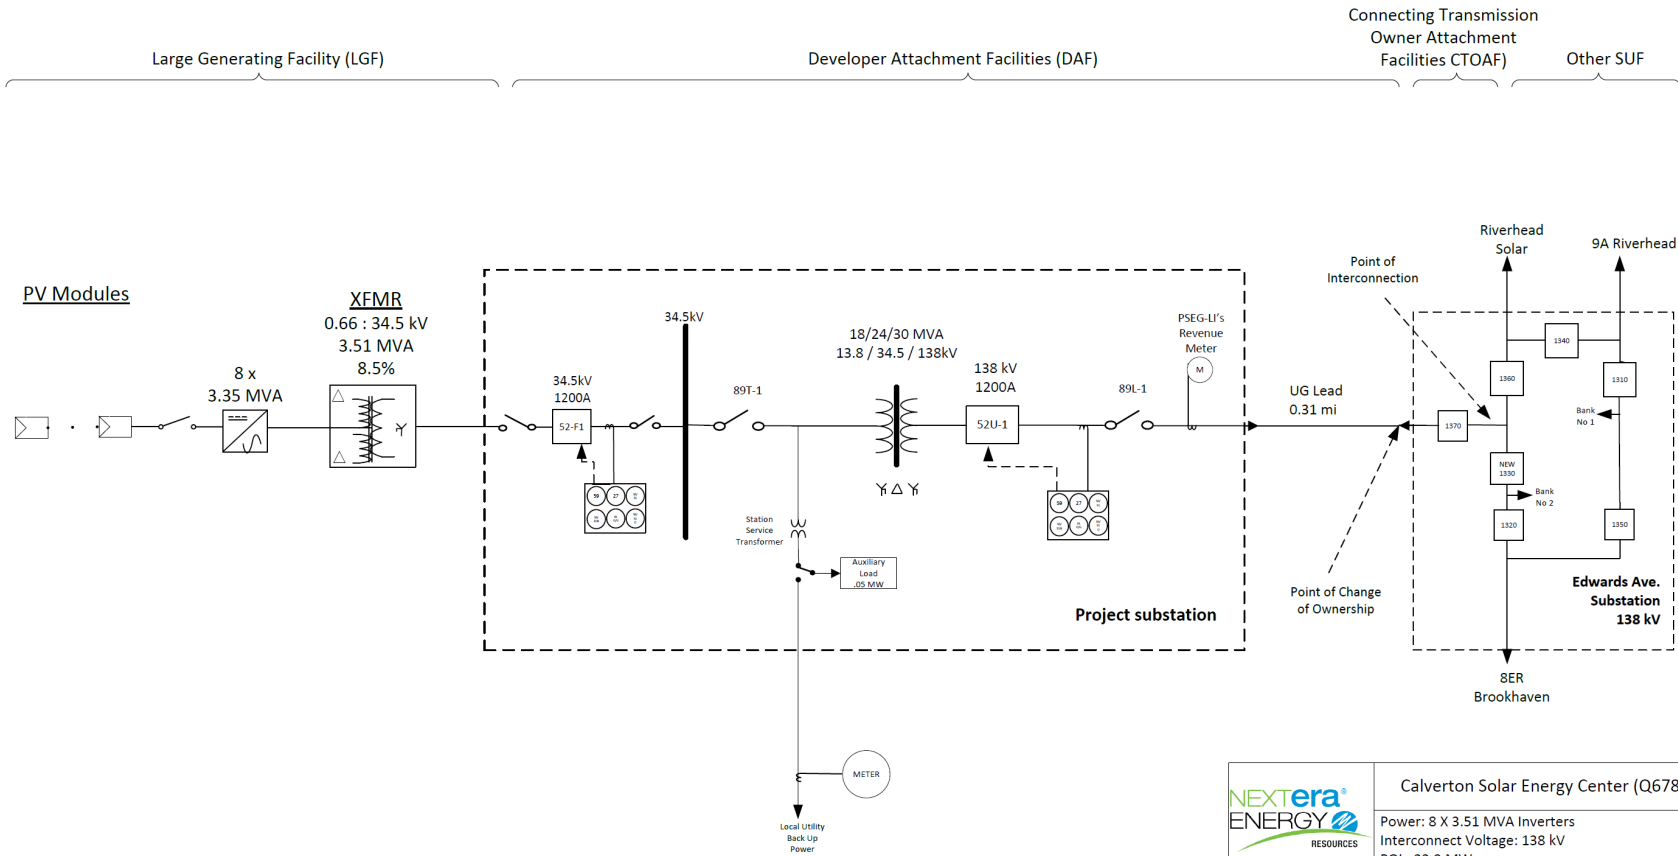 Large Generating Facility (LGF)
Developer Attachment Facilities (DAF)
Connecting Transmission
Owner Attachment
Facilities CTOAF)
Other SUF
PV Modules
8 x
3.35 MVA
XFMR
0.66 : 34.5 kV
3.51 MVA
8.5%
34.5kV
1200A
52-F1
59
27
34.5kV
89T-1
18/24/30 MVA
13.8 / 34.5 / 138kV
138 kV
1200A
52U-1
59
27
89L-1
PSEG-LI's
Revenue
Meter
M
Station
Service
Transformer
Auxiliary
Load
.05 MW
Project substation
METER
Local Utility
Back Up
Power
UG Lead
0.31 mi
Point of
Interconnection
Point of Change
of Ownership
Riverhead
Solar
9A Riverhead
1340
1360
1310
Bank
No 1
1370
NEW
1330
Bank
No 2
1320
1350
Edwards Ave.
Substation
138 kV
8ER
Brookhaven
NEXTera®
ENERGY
RESOURCES
Calverton Solar Energy Center (Q678
Power: 8 X 3.51 MVA Inverters
Interconnect Voltage: 138 kV